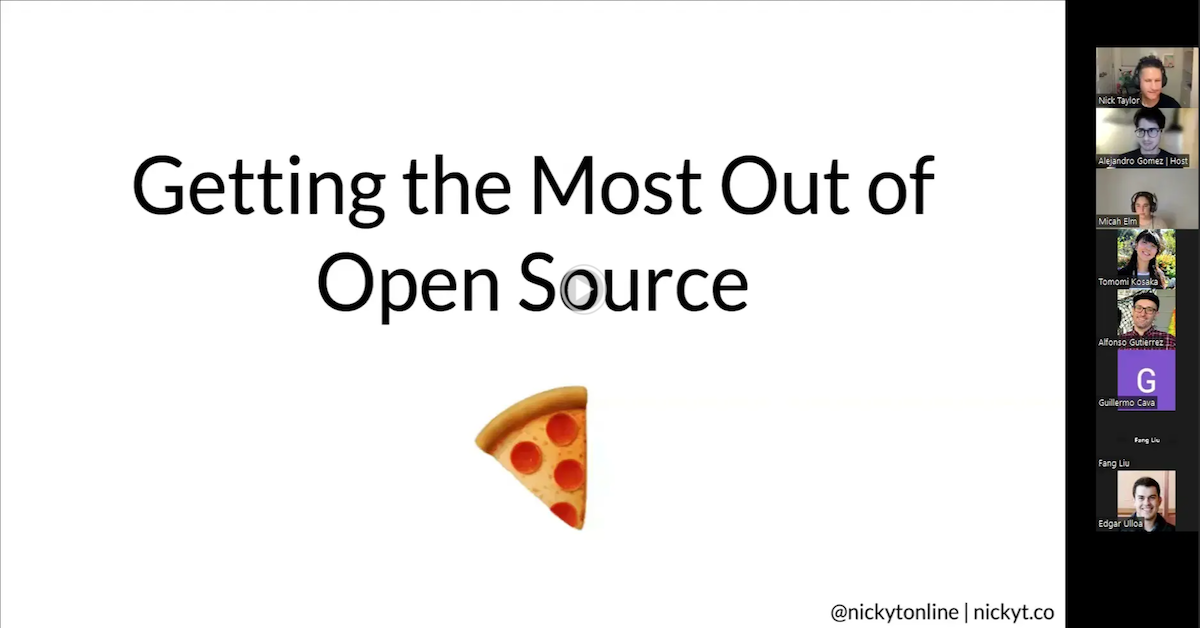 Getting the Most Out of
Open Source
@nickytonline | nickyt.co
Nick Taylor
Alejandro Gomez | Host
Micah Elm
Tomomi Kosaka
Alfonso Gutierrez
G
Guillermo Cava
Fang Liu
Fang Liu
Edgar Ulloa